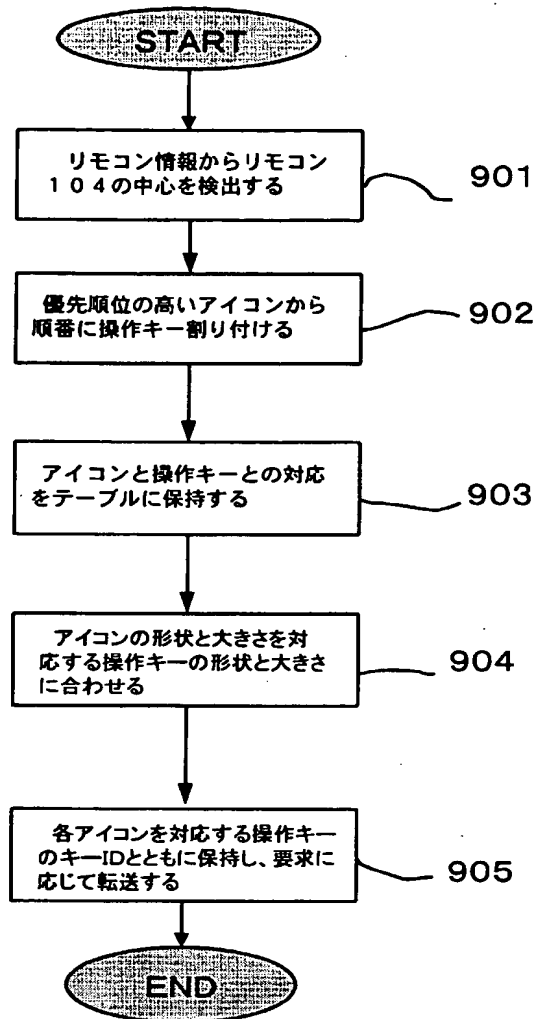 START
リモコン情報からリモコン
104の中心を検出する
901
優先順位の高いアイコンから
順番に操作キー割り付ける
902
アイコンと操作キーとの対応
をテーブルに保持する
903
アイコンの形状と大きさを対
応する操作キーの形状と大きさ
に合わせる
904
各アイコンを対応する操作キー
のキーIDとともに保持し、要求に
応じて転送する
905
END